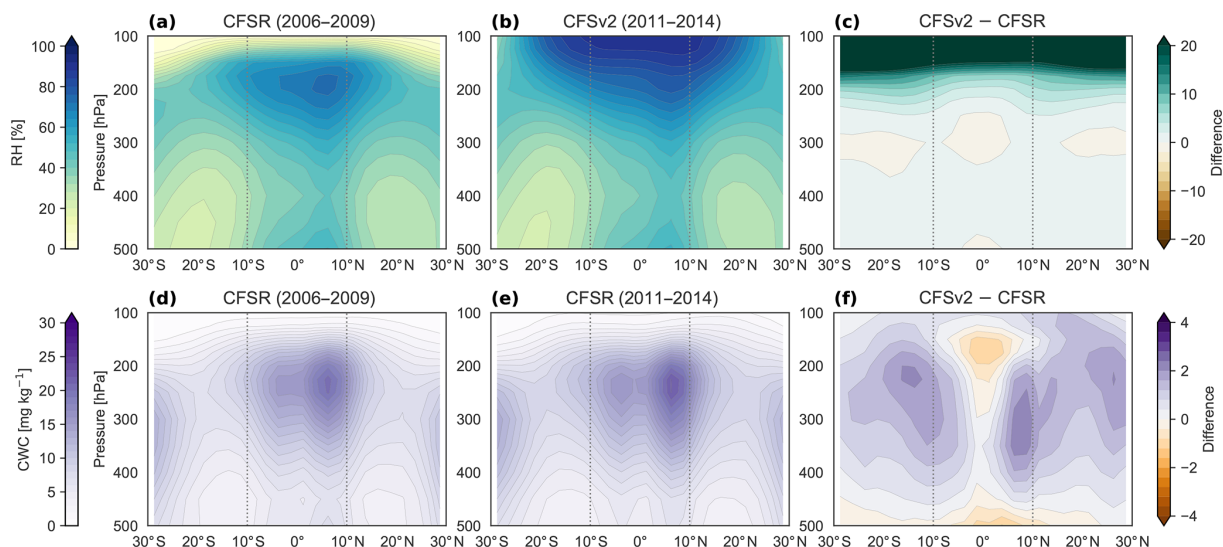 (a) CFSR (2006–2009)
(b) CFSv2 (2011–2014)
(c) CFSv2 − CFSR
RH [%]
100
80
60
40
20
0
Pressure [hPa]
100
200
300
400
500
30°S 20°S 10°S 0° 10°N 20°N 30°N
100
200
300
400
500
30°S 20°S 10°S 0° 10°N 20°N 30°N
100
200
300
400
500
30°S 20°S 10°S 0° 10°N 20°N 30°N
20
10
0
−10
−20
Difference
(d) CFSR (2006–2009)
(e) CFSR (2011–2014)
(f) CFSv2 − CFSR
CWC [mg kg⁻¹]
30
25
20
15
10
5
0
Pressure [hPa]
100
200
300
400
500
30°S 20°S 10°S 0° 10°N 20°N 30°N
100
200
300
400
500
30°S 20°S 10°S 0° 10°N 20°N 30°N
100
200
300
400
500
30°S 20°S 10°S 0° 10°N 20°N 30°N
4
2
0
−2
−4
Difference